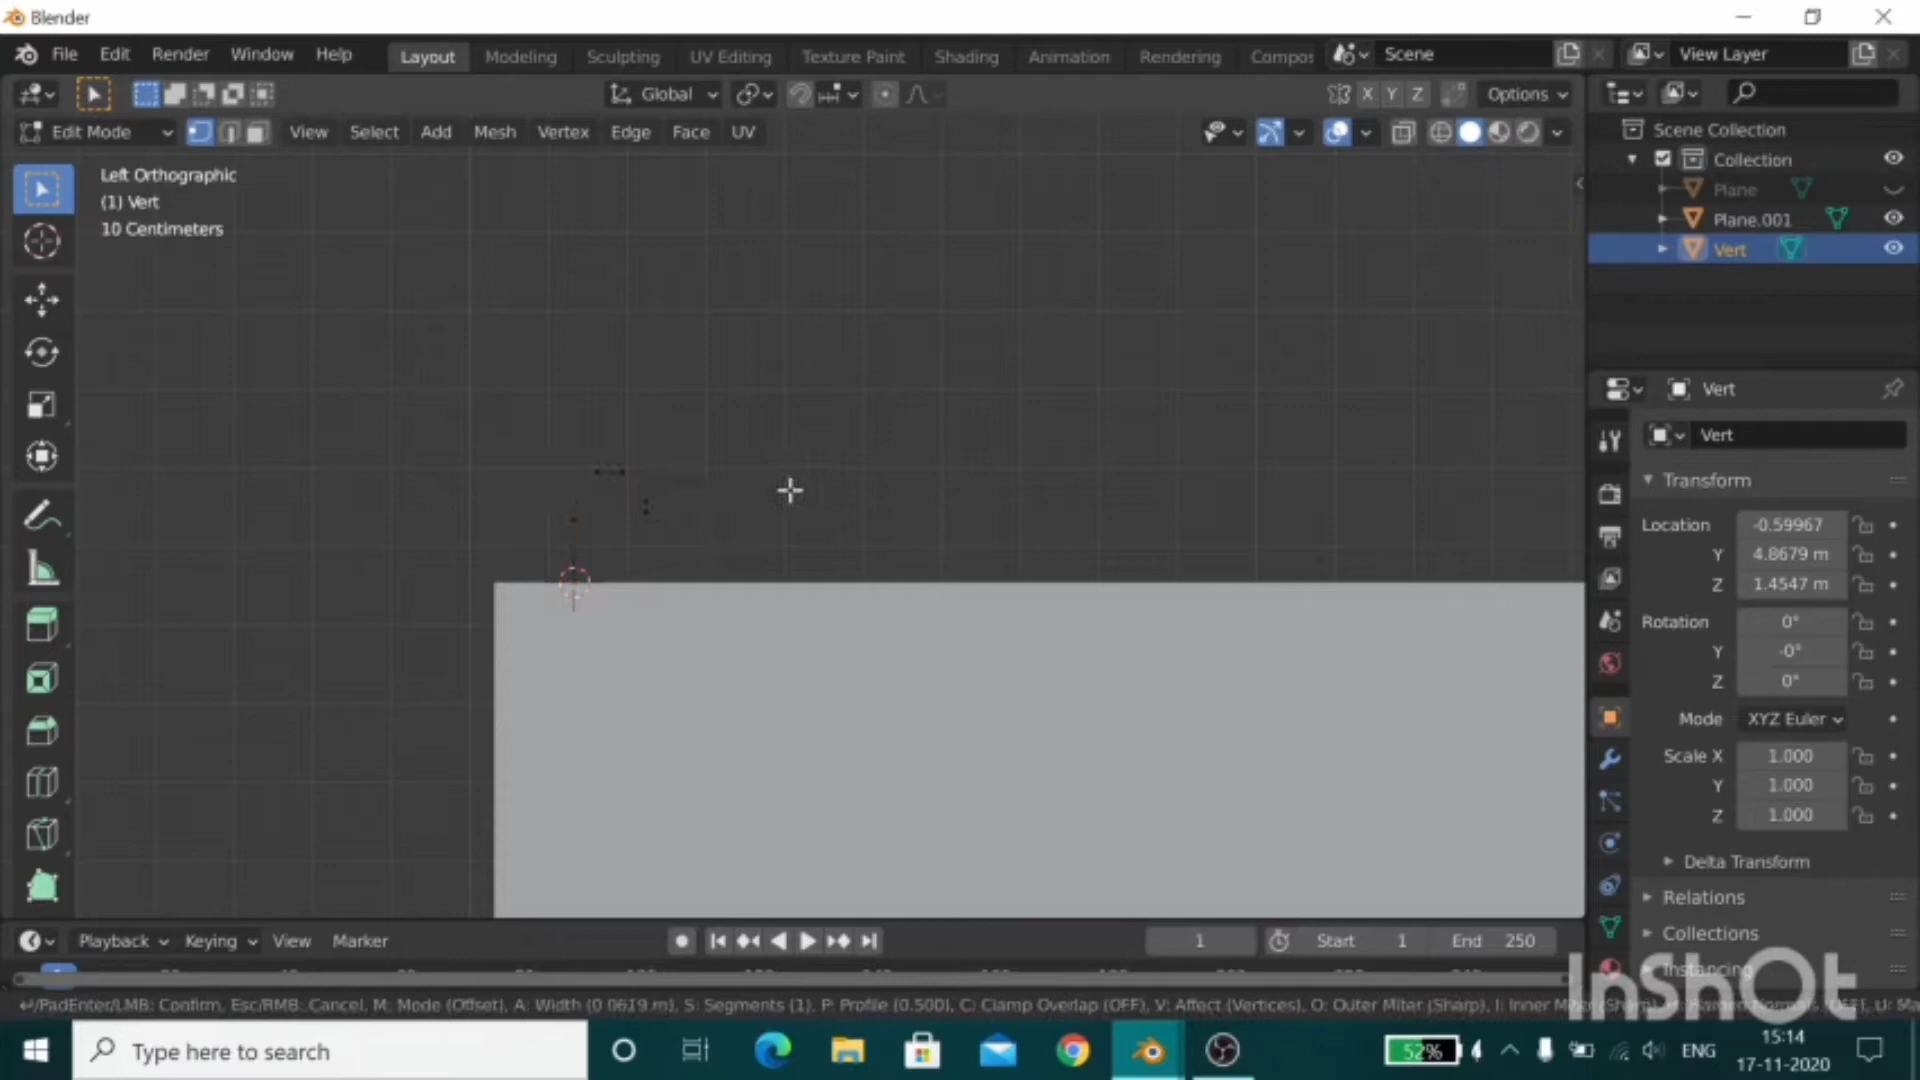 Blender
File Edit Render Window Help Layout Modeling Sculpting UV Editing Texture Paint Shading Animation Rendering Compos Scene View Layer
Global X Y Z Options
Edit Mode View Select Add Mesh Vertex Edge Face UV
Scene Collection
Collection
Plane
Plane.001
Vert
Left Orthographic
(1) Vert
10 Centimeters
Vert
Vert
Transform
Location -0.59967
Y 4.8679 m
Z 1.4547 m
Rotation 0°
Y -0°
Z 0°
Mode XYZ Euler
Scale X 1.000
Y 1.000
Z 1.000
Delta Transform
Relations
Collections
Instancing
Playback Keying View Marker 1 Start 1 End 250
/PadEnter/LMB: Confirm, Esc/RMB: Cancel, M: Mode (Offset), A: Width (0.0619 m), S: Segments (1), P: Profile (0.500), C: Clamp Overlap (OFF), V: Affect (Vertices), O: Outer Miter (Sharp), I: Inner
InShOt
Type here to search 52% ENG 15:14
17-11-2020